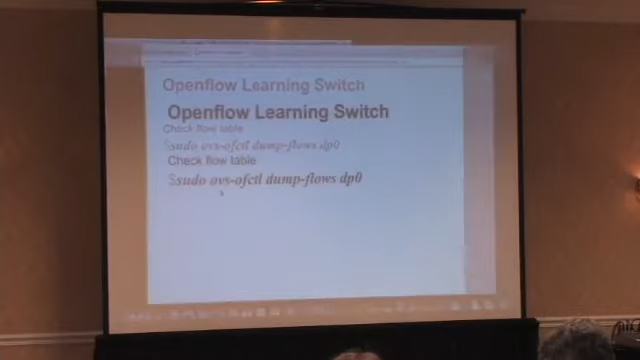 Openflow Learning Switch
Openflow Learning Switch
Check flow table
$sudo ovs-ofctl dump-flows dp0
Check flow table
$sudo ovs-ofctl dump-flows dp0